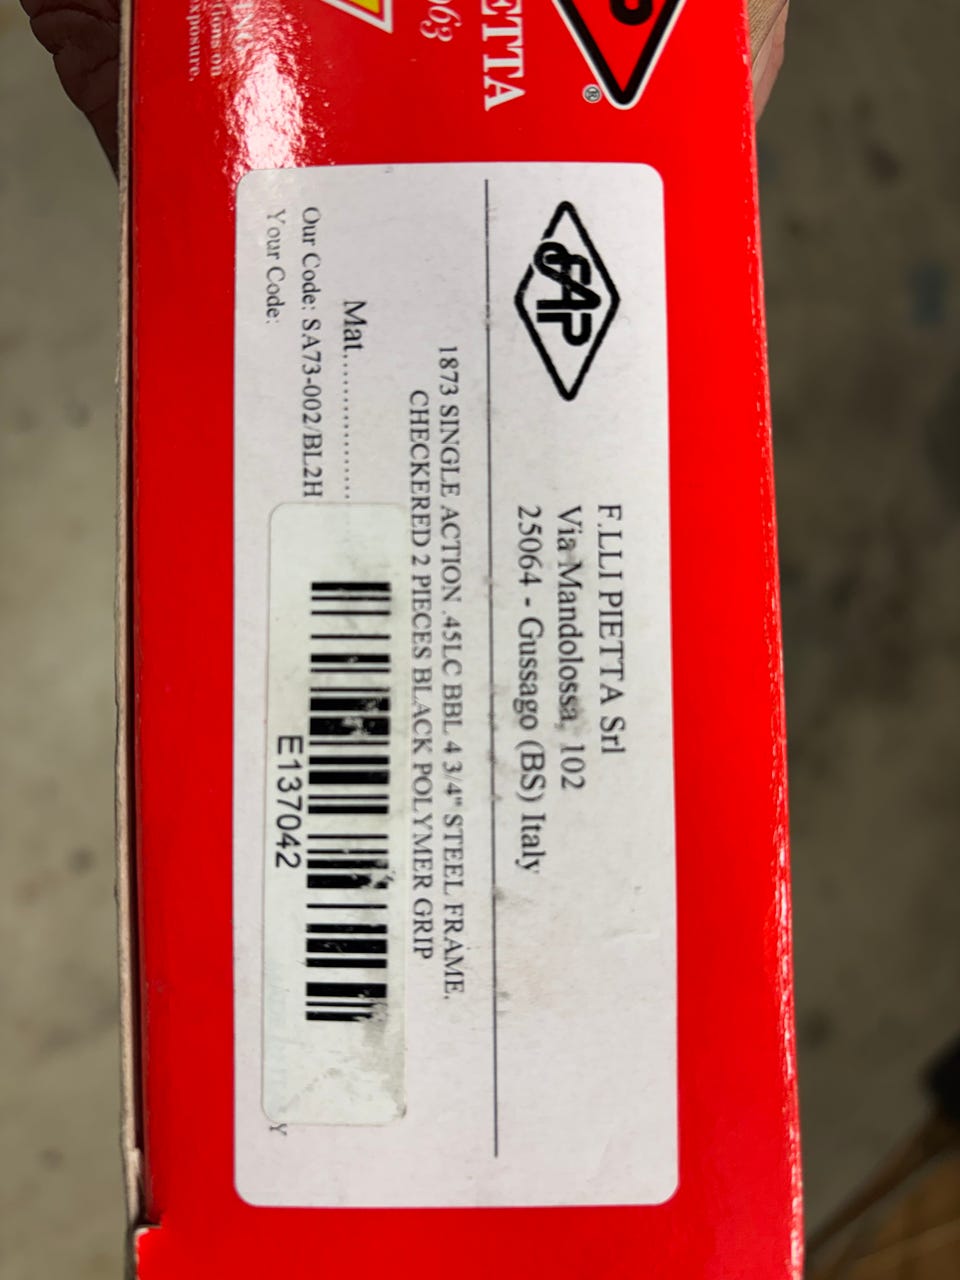 ETTA
®
FAP
F.LLI PIETTA Srl
Via Mandolossa, 102
25064 - Gussago (BS) Italy
1873 SINGLE ACTION .45LC BBL 4 3/4" STEEL FRAME.
CHECKERED 2 PIECES BLACK POLYMER GRIP
Mat................
Our Code: SA73-002/BL2H
Your Code:
E137042
Y